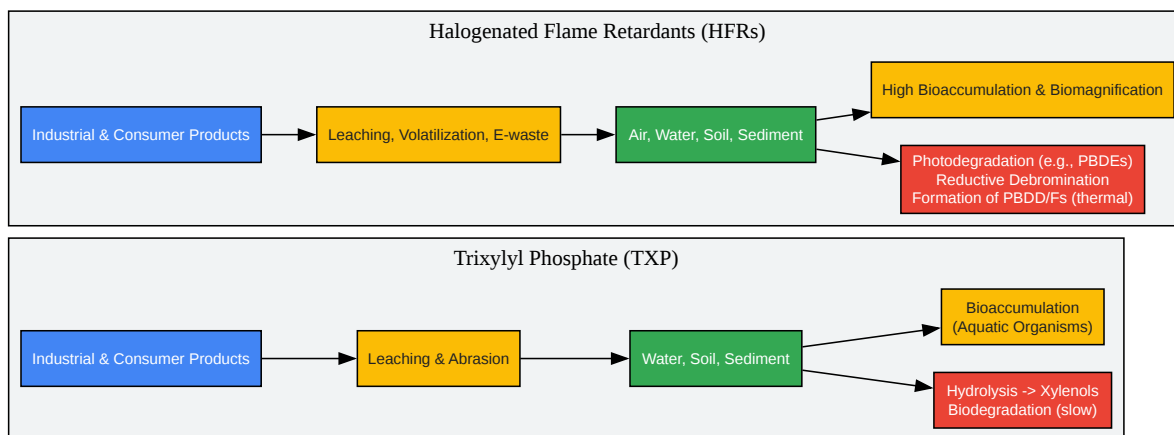 Halogenated Flame Retardants (HFRs)
Industrial & Consumer Products
Leaching, Volatilization, E-waste
Air, Water, Soil, Sediment
High Bioaccumulation & Biomagnification
Photodegradation (e.g., PBDEs)
Reductive Debromination
Formation of PBDD/Fs (thermal)
Trixylyl Phosphate (TXP)
Industrial & Consumer Products
Leaching & Abrasion
Water, Soil, Sediment
Bioaccumulation
(Aquatic Organisms)
Hydrolysis -> Xylenols
Biodegradation (slow)